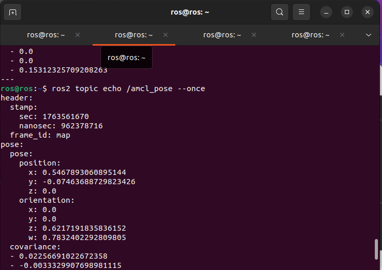 ros@ros: ~
ros@ros: ~
ros@ros: ~
ros@ros: ~
ros@ros: ~
- 0.0
- 0.0
- 0.15312325709208263
---
ros@ros: ~
ros@ros:~$ ros2 topic echo /amcl_pose --once
header:
stamp:
sec: 1763561670
nanosec: 962378716
frame_id: map
pose:
pose:
position:
x: 0.5467893060895144
y: -0.07463688729823426
z: 0.0
orientation:
x: 0.0
y: 0.0
z: 0.6217191835836152
w: 0.7832402292809805
covariance:
- 0.02256691022672358
- -0.0033329907698981115